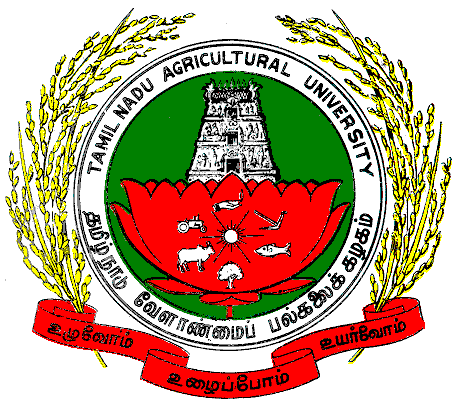 TAMIL NADU AGRICULTURAL UNIVERSITY
தமிழ்நாடு வேளாண்மைப் பல்கலைக்கழகம்
உழுவோம்
உழைப்போம்
உயர்வோம்